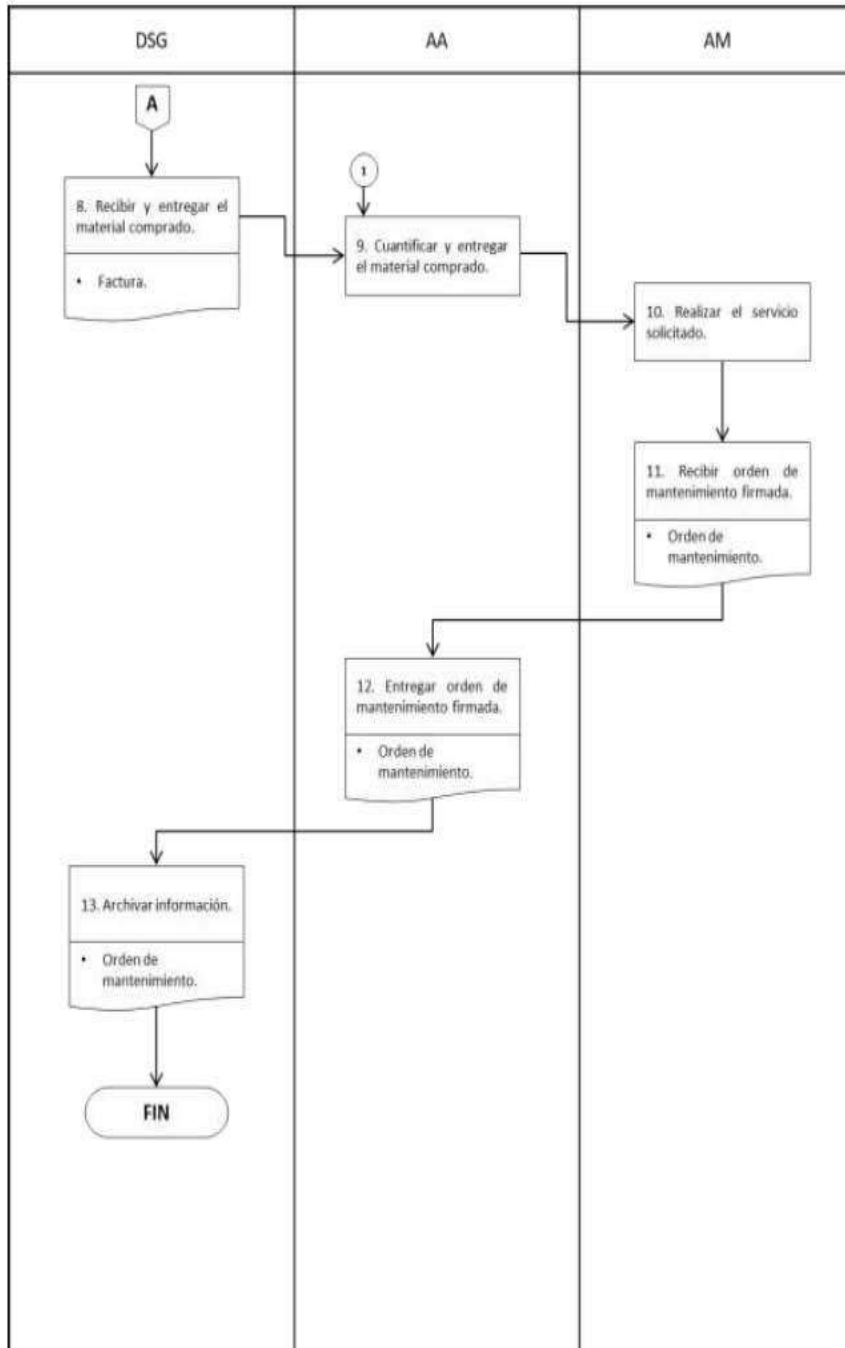 DSG
AA
AM
A
8. Recibir y entregar el
material comprado.
• Factura.
1
9. Cuantificar y entregar
el material comprado.
10. Realizar el servicio
solicitado.
11. Recibir orden de
mantenimiento firmada.
• Orden de
mantenimiento.
12. Entregar orden de
mantenimiento firmada.
• Orden de
mantenimiento.
13. Archivar información.
• Orden de
mantenimiento.
FIN